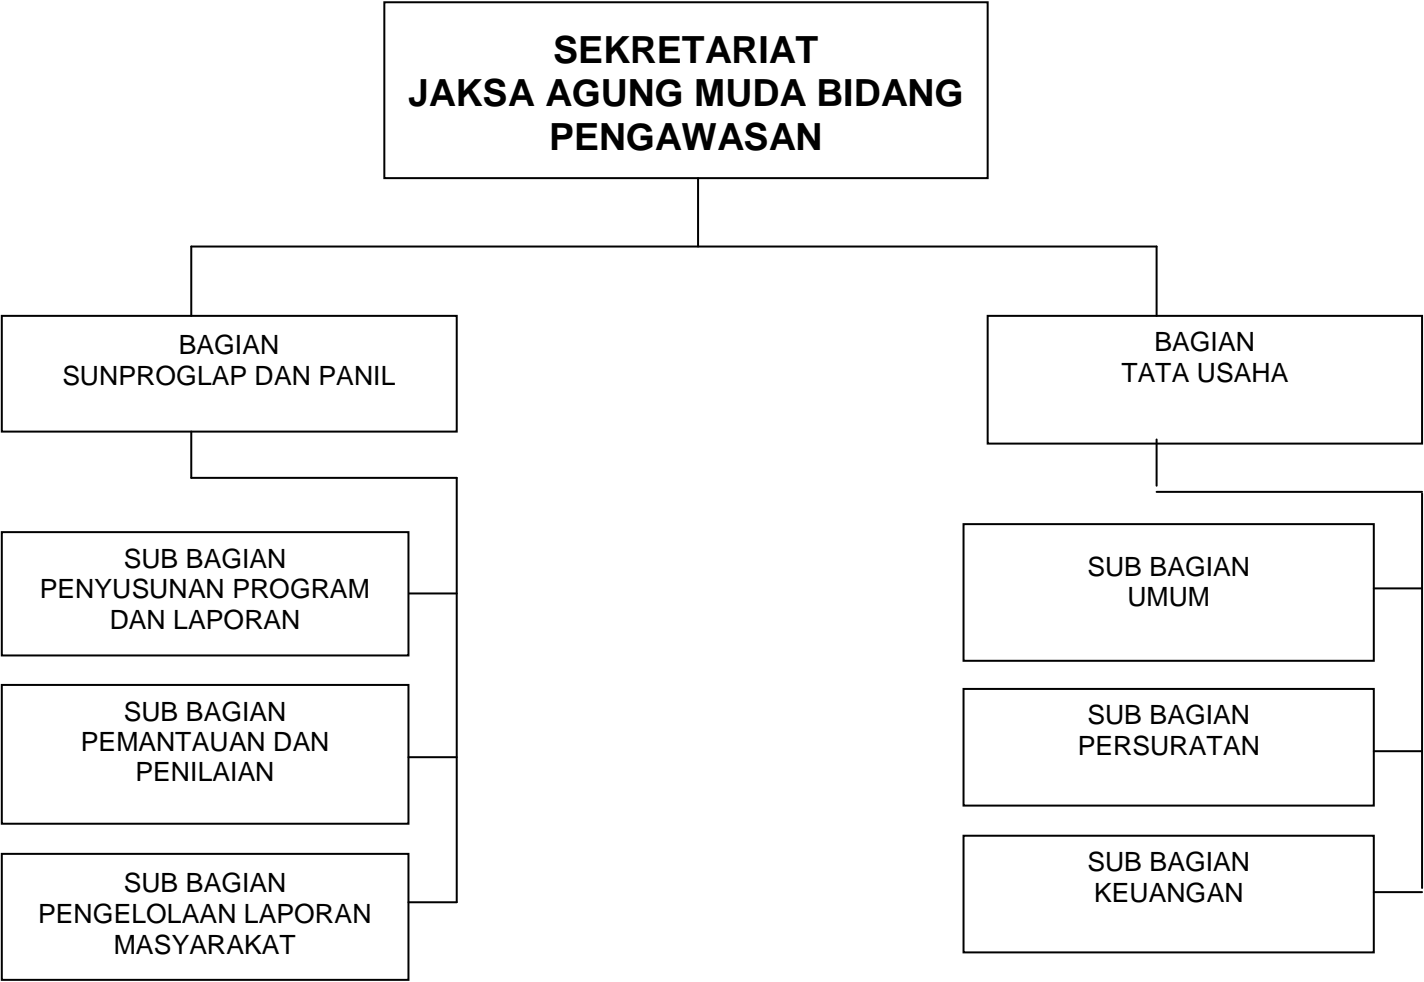 SEKRETARIAT
JAKSA AGUNG MUDA BIDANG
PENGAWASAN
BAGIAN
SUNPROGLAP DAN PANIL
BAGIAN
TATA USAHA
SUB BAGIAN
PENYUSUNAN PROGRAM
DAN LAPORAN
SUB BAGIAN
PEMANTAUAN DAN
PENILAIAN
SUB BAGIAN
PENGELOLAAN LAPORAN
MASYARAKAT
SUB BAGIAN
UMUM
SUB BAGIAN
PERSURATAN
SUB BAGIAN
KEUANGAN